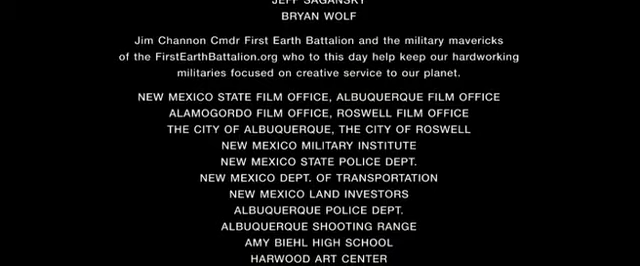 JEFF SAGANSKY
BRYAN WOLF
Jim Channon Cmdr First Earth Battalion and the military mavericks
of the FirstEarthBattalion.org who to this day help keep our hardworking
militaries focused on creative service to our planet.
NEW MEXICO STATE FILM OFFICE, ALBUQUERQUE FILM OFFICE
ALAMOGORDO FILM OFFICE, ROSWELL FILM OFFICE
THE CITY OF ALBUQUERQUE, THE CITY OF ROSWELL
NEW MEXICO MILITARY INSTITUTE
NEW MEXICO STATE POLICE DEPT.
NEW MEXICO DEPT. OF TRANSPORTATION
NEW MEXICO LAND INVESTORS
ALBUQUERQUE POLICE DEPT.
ALBUQUERQUE SHOOTING RANGE
AMY BIEHL HIGH SCHOOL
HARWOOD ART CENTER